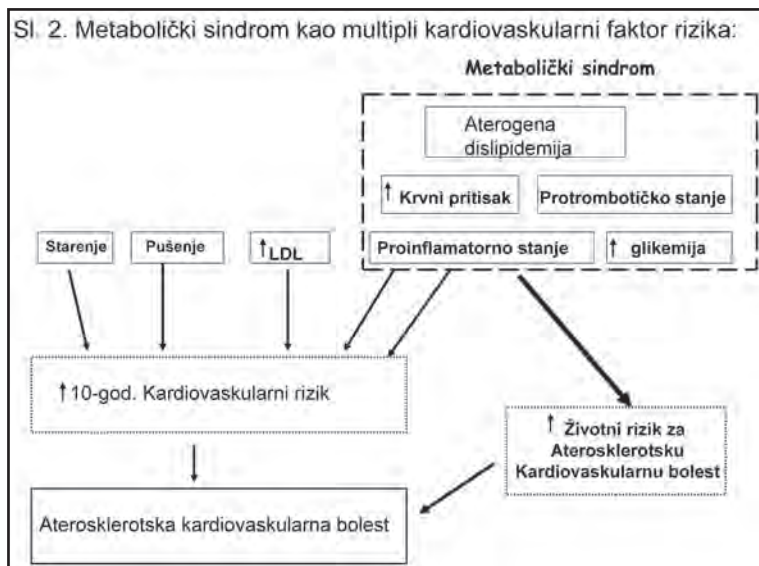 Sl. 2. Metabolički sindrom kao multipli kardiovaskularni faktor rizika:
Metabolički sindrom
Aterogena
dislipidemija
↑ Krvni pritisak
Protrombotičko stanje
Starenje
Pušenje
↑LDL
Proinflamatorno stanje
↑ glikemija
↑10-god. Kardiovaskularni rizik
↑ Životni rizik za
Aterosklerotsku
Kardiovaskularnu bolest
Aterosklerotska kardiovaskularna bolest